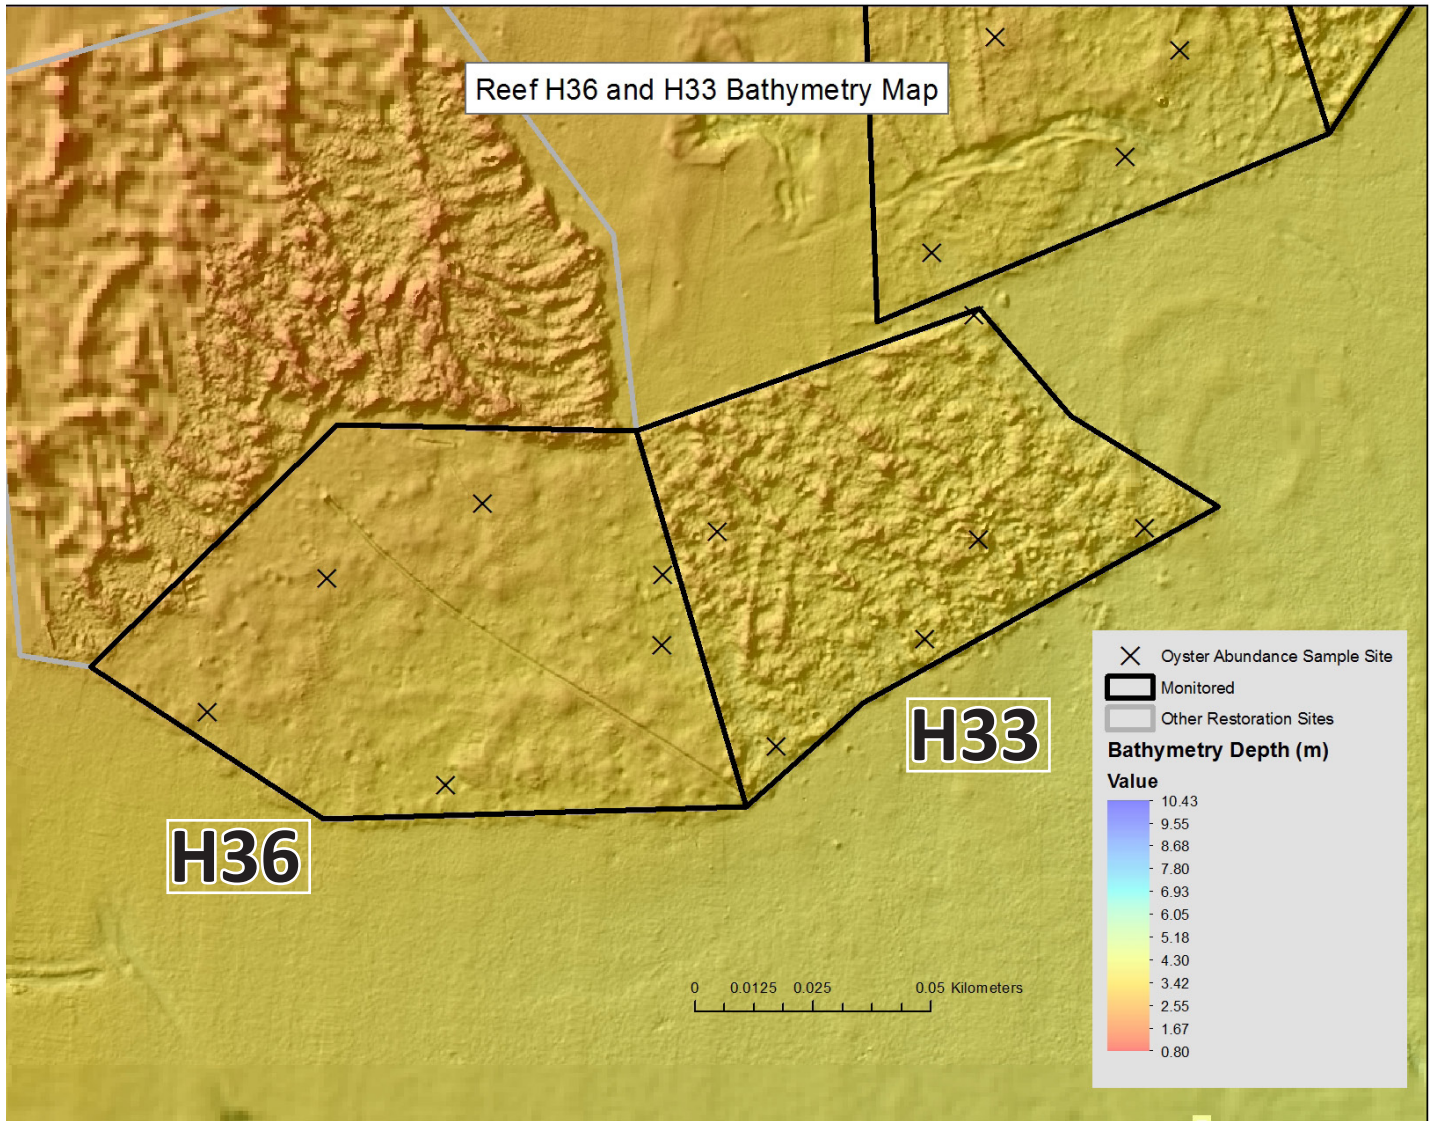 Reef H36 and H33 Bathymetry Map
H33
H36
Oyster Abundance Sample Site
Monitored
Other Restoration Sites
Bathymetry Depth (m)
Value
10.43
9.55
8.68
7.80
6.93
6.05
5.18
4.30
3.42
2.55
1.67
0.80
0 0.0125 0.025 0.05 Kilometers